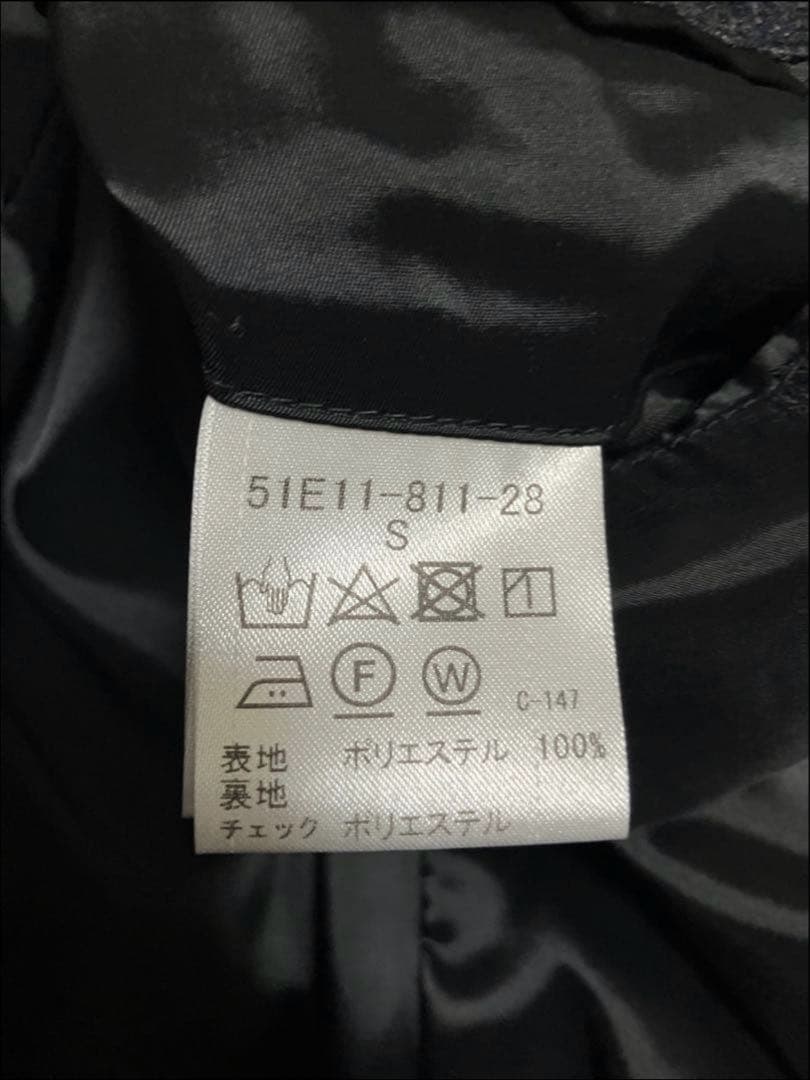 51E11-811-28
S
F W C-147
表地 ポリエステル 100%
裏地
チェック ポリエステル